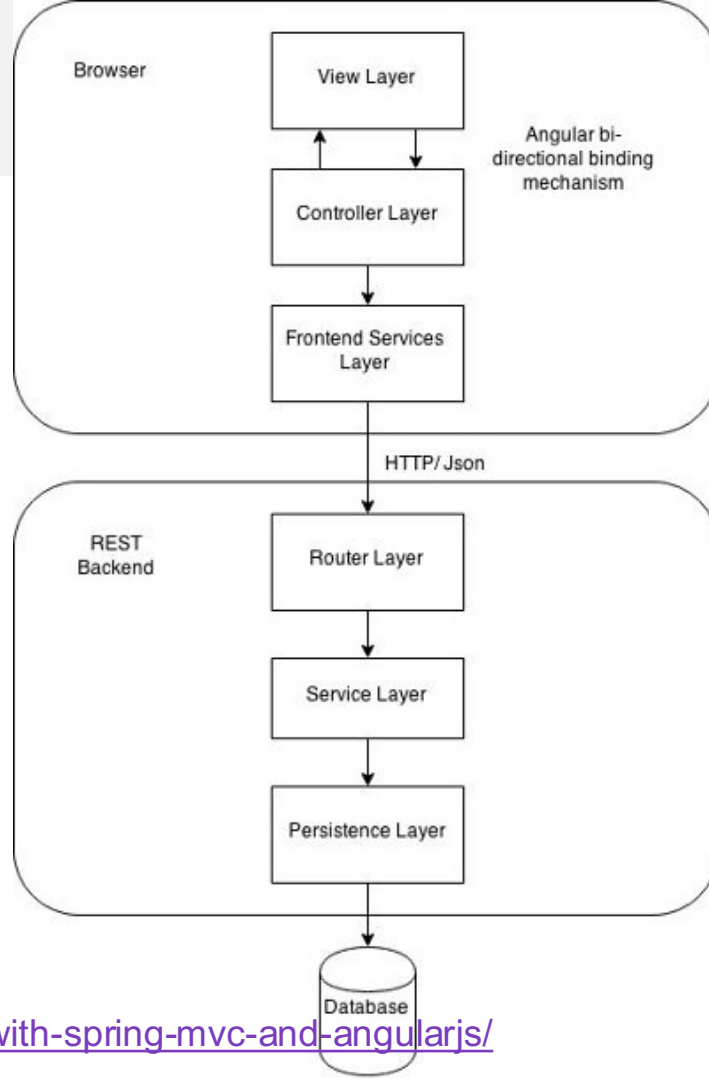 Browser
View Layer
Angular bi-
directional binding
mechanism
Controller Layer
Frontend Services
Layer
HTTP/ Json
REST
Backend
Router Layer
Service Layer
Persistence Layer
Database
with-spring-mvc-and-angularjs/